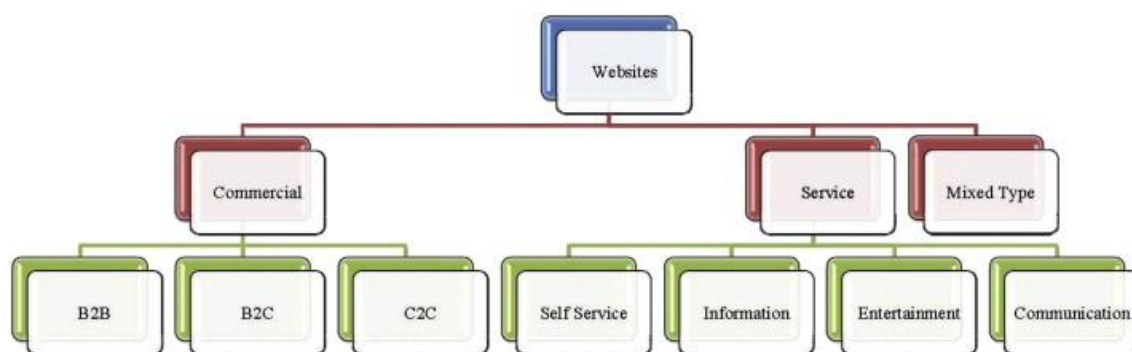 Websites
Commercial
Service
Mixed Type
B2B
B2C
C2C
Self Service
Information
Entertainment
Communication